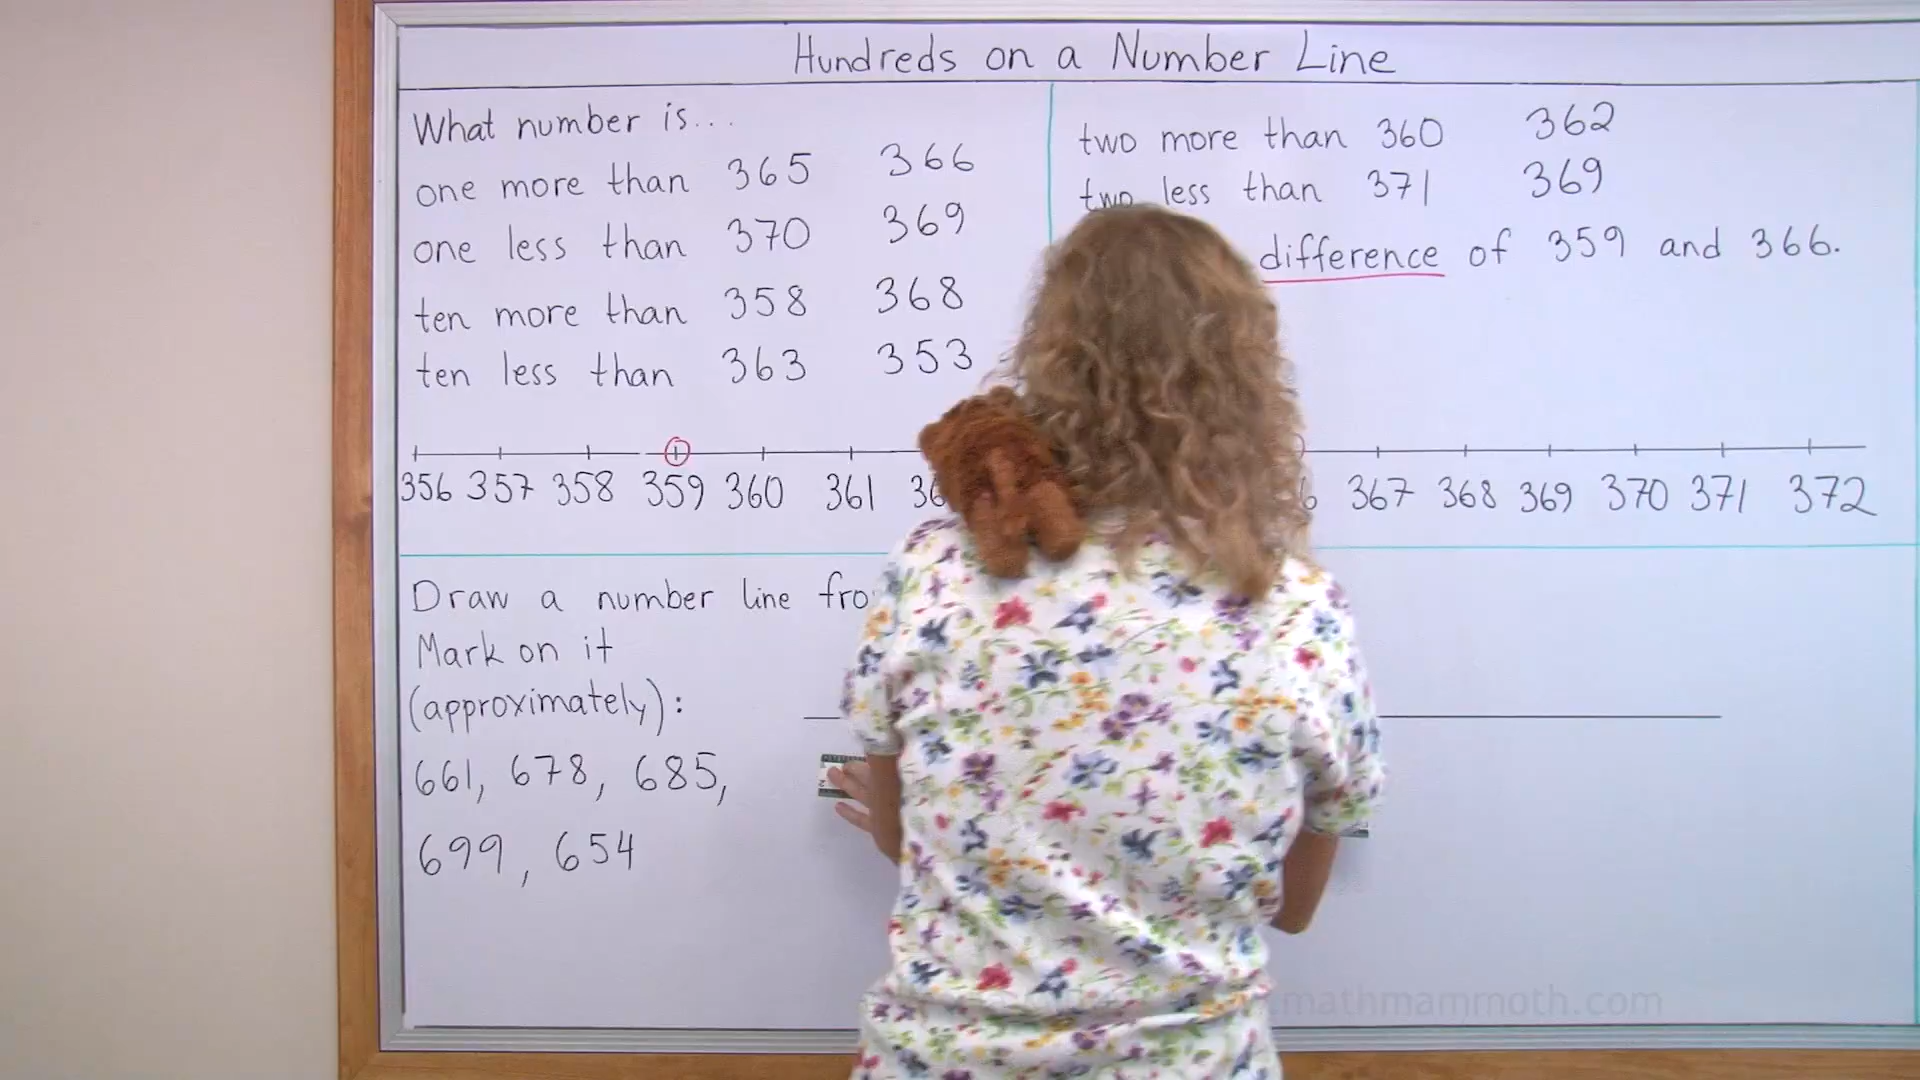 Hundreds on a Number Line
What number is...
one more than 365 366
one less than 370 369
ten more than 358 368
ten less than 363 353
two more than 360 362
two less than 371 369
difference of 359 and 366.
356 357 358 359 360 361 367 368 369 370 371 372
Draw a number line
Mark on it
(approximately):
661, 678, 685,
699, 654
mathmammoth.com